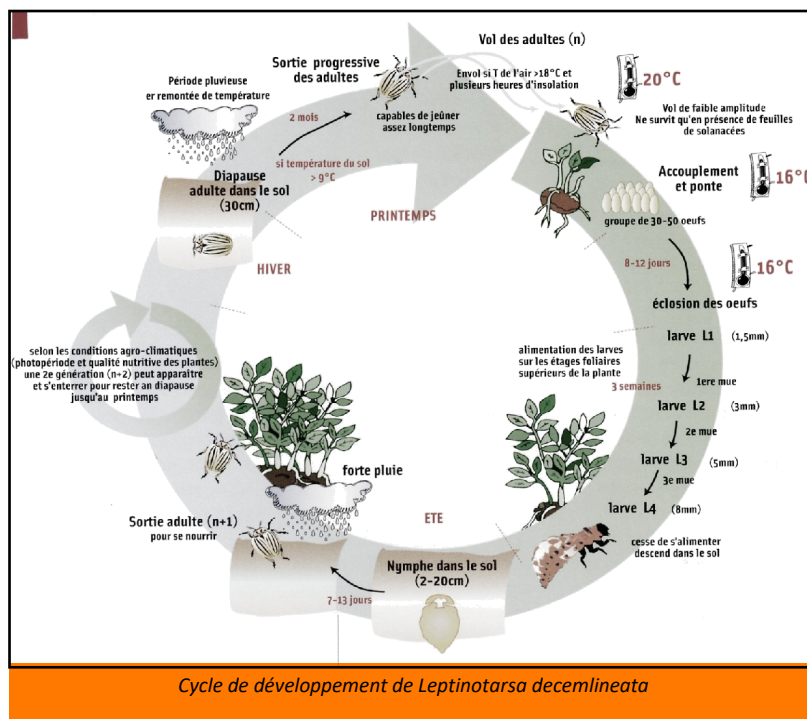 Vol des adultes (n)
Sortie progressive
des adultes
Envol si T de l'air >18°C et
plusieurs heures d'insolation
20°C
Période pluvieuse
er remontée de température
Vol de faible amplitude
Ne survit qu'en présence de feuilles
de solanacées
2 mois
capables de jeûner
assez longtemps
si température du sol
> 9°C
Diapause
adulte dans le sol
(30cm)
Accouplement
et ponte
16°C
PRINTEMPS
groupe de 30-50 oeufs
HIVER
8-12 jours
16°C
éclosion des oeufs
larve L1 (1,5mm)
selon les conditions agro-climatiques
(photopériode et qualité nutritive des plantes)
une 2e génération (n+2) peut apparaître
et s'enterrer pour rester an diapause
jusqu'au printemps
alimentation des larves
sur les étages foliaires
supérieurs de la plante
3 semaines
1ere mue
larve L2 (3mm)
2e mue
larve L3 (5mm)
3e mue
larve L4 (8mm)
forte pluie
Sortie adulte (n+1)
pour se nourrir
ETE
cesse de s'alimenter
descend dans le sol
Nymphe dans le sol
(2-20cm)
7-13 jours
Cycle de développement de Leptinotarsa decemlineata